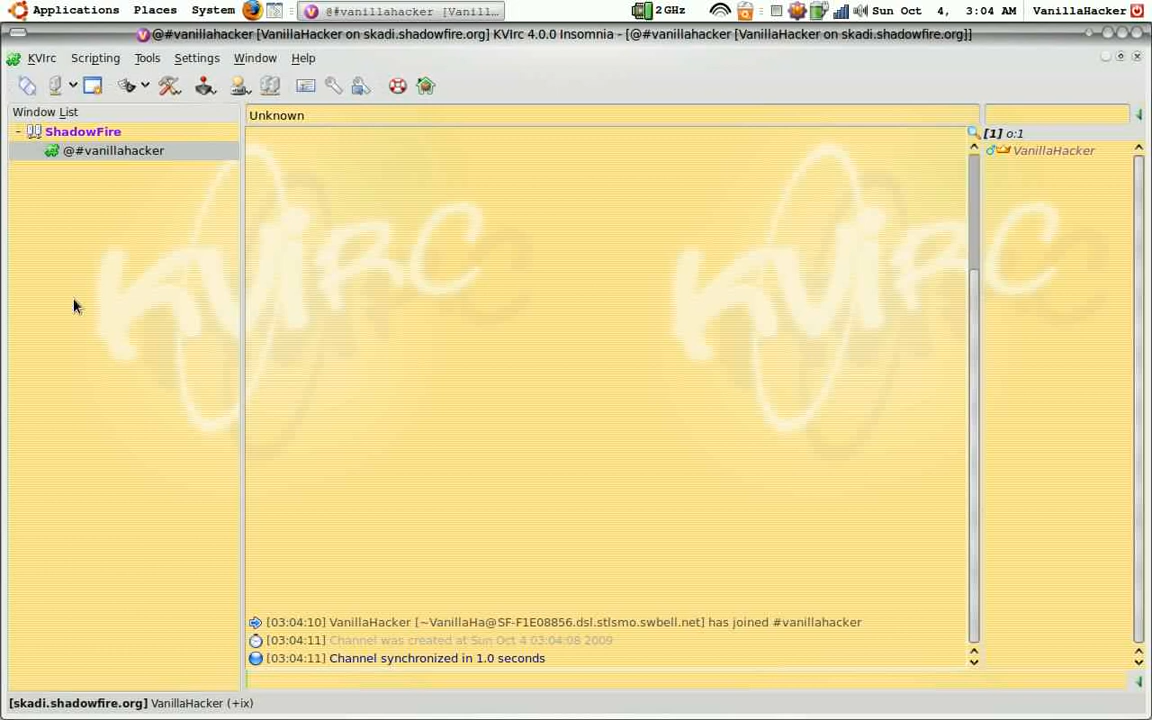 Applications Places System @#vanillahacker [Vanill... 2 GHz Sun Oct 4, 3:04 AM VanillaHacker
@#vanillahacker [VanillaHacker on skadi.shadowfire.org] KVIrc 4.0.0 Insomnia - [@#vanillahacker [VanillaHacker on skadi.shadowfire.org]]
KVIrc Scripting Tools Settings Window Help
Window List
Unknown
ShadowFire
[1] o:1
@#vanillahacker
VanillaHacker
KVIRC KVIRC
[03:04:10] VanillaHacker [~VanillaHa@SF-F1E08856.dsl.stlsmo.swbell.net] has joined #vanillahacker
[03:04:11] Channel was created at Sun Oct 4 03:04:08 2009
[03:04:11] Channel synchronized in 1.0 seconds
[skadi.shadowfire.org] VanillaHacker (+ix)